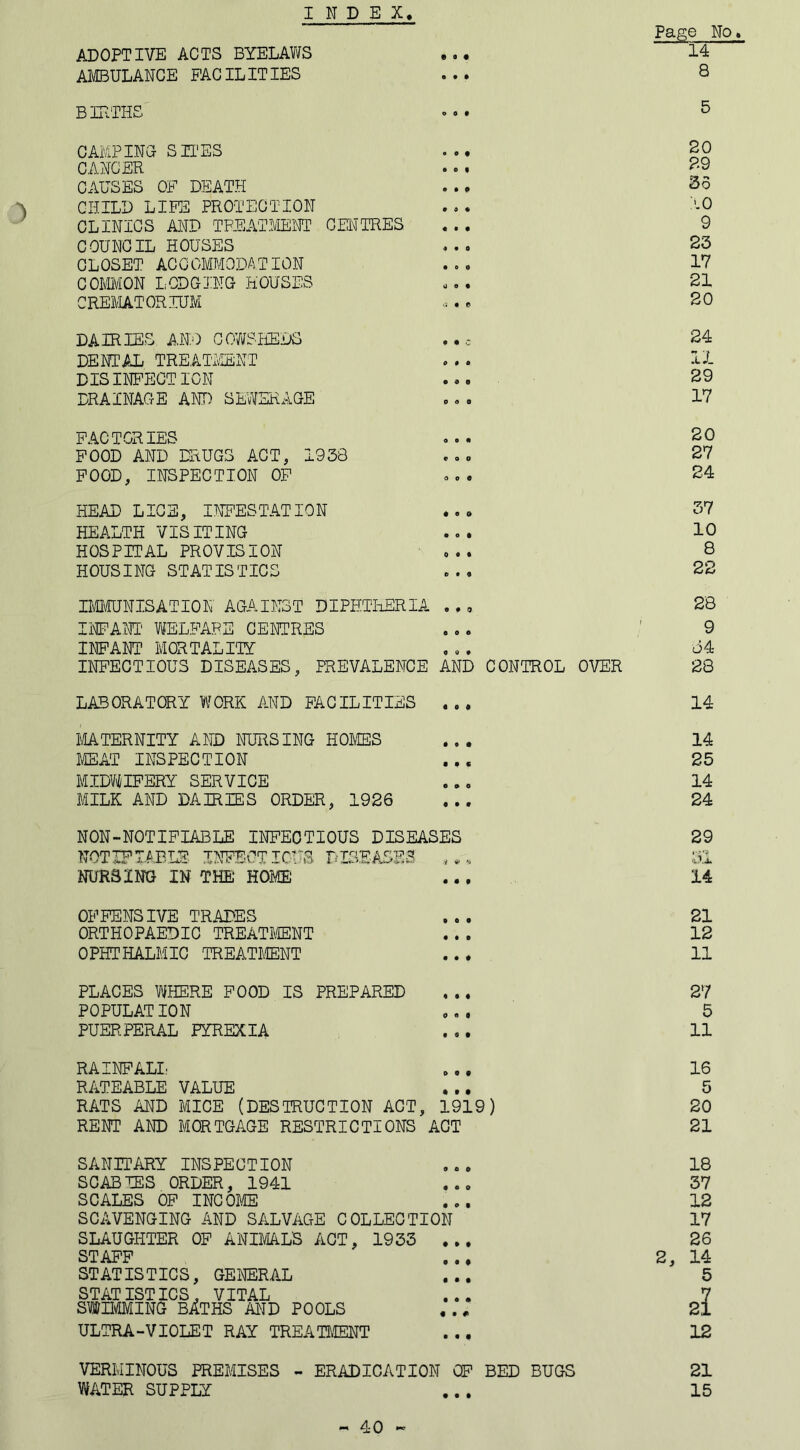 INDEX.
Page No.
ADOPTIVE ACTS BYELAWS ... 14
AMBULANCE FACILITIES ... 8
BIRTHS ... 5
CAMPING SITES ... 20
CANCER ... 29
CAUSES OF DEATH ... 36
CHILD LIFE PROTECTION ... 10
CLINICS AND TREATMENT CENTRES ... 9
COUNCIL HOUSES ... 23
CLOSET ACCOMMODATION ... 17
COMMON LODGING HOUSES ... 21
CREMATORIUM ... 20
DAIRIES AND COWSHEDS ... 24
DENTAL TREATMENT ... 11
DISINFECTION ... 29
DRAINAGE AND SEWERAGE ... 17
FACTORIES ... 20
FOOD AND DRUGS ACT, 1938 ... 27
FOOD, INSPECTION OF ... 24
HEAD LICE, INFESTATION ... 37
HEALTH VISITING ... 10
HOSPITAL PROVISION ... 8
HOUSING STATISTICS ... 22
IMMUNISATION AGAINST DIPHTHERIA ... 28
INFANT WELFARE CENTRES ... 9
INFANT MORTALITY ... 34
INFECTIOUS DISEASES, PREVALENCE AND CONTROL OVER 28
LABORATORY WORK AND FACILITIES ... 14
MATERNITY AND NURSING HOMES ... 14
MEAT INSPECTION ... 25
MIDWIFERY SERVICE ... 14
MILK AND DAIRIES ORDER, 1926 ... 24
NON-NOTIFIABLE INFECTIOUS DISEASES 29
NOTIFIABLE INFECTIOUS DISEASES ... 31
NURSING IN THE HOME ... 14
OFFENSIVE TRADES ... 21
ORTHOPAEDIC TREATMENT ... 12
OPHTHALMIC TREATMENT ... 11
PLACES WHERE FOOD IS PREPARED ... 27
POPULATION ... 5
PUERPERAL PYREXIA ... 11
RAINFALL ... 16
RATEABLE VALUE ... 5
RATS AND MICE (DESTRUCTION ACT, 1919) 20
RENT AND MORTGAGE RESTRICTIONS ACT 21
SANITARY INSPECTION ... 18
SCABIES ORDER, 1941 ... 37
SCALES OF INCOME ... 12
SCAVENGING AND SALVAGE COLLECTION 17
SLAUGHTER OF ANIMALS ACT, 1933 ... 26
STAFF ... 2, 14
STATISTICS, GENERAL ... 5
STATISTICS, VITAL ... 7
SWIMMING BATHS AND POOLS ... 21
ULTRA-VIOLET RAY TREATMENT ... 12
VERMINOUS PREMISES - ERADICATION OF BED BUGS 21
WATER SUPPLY ... 15
- 40 -